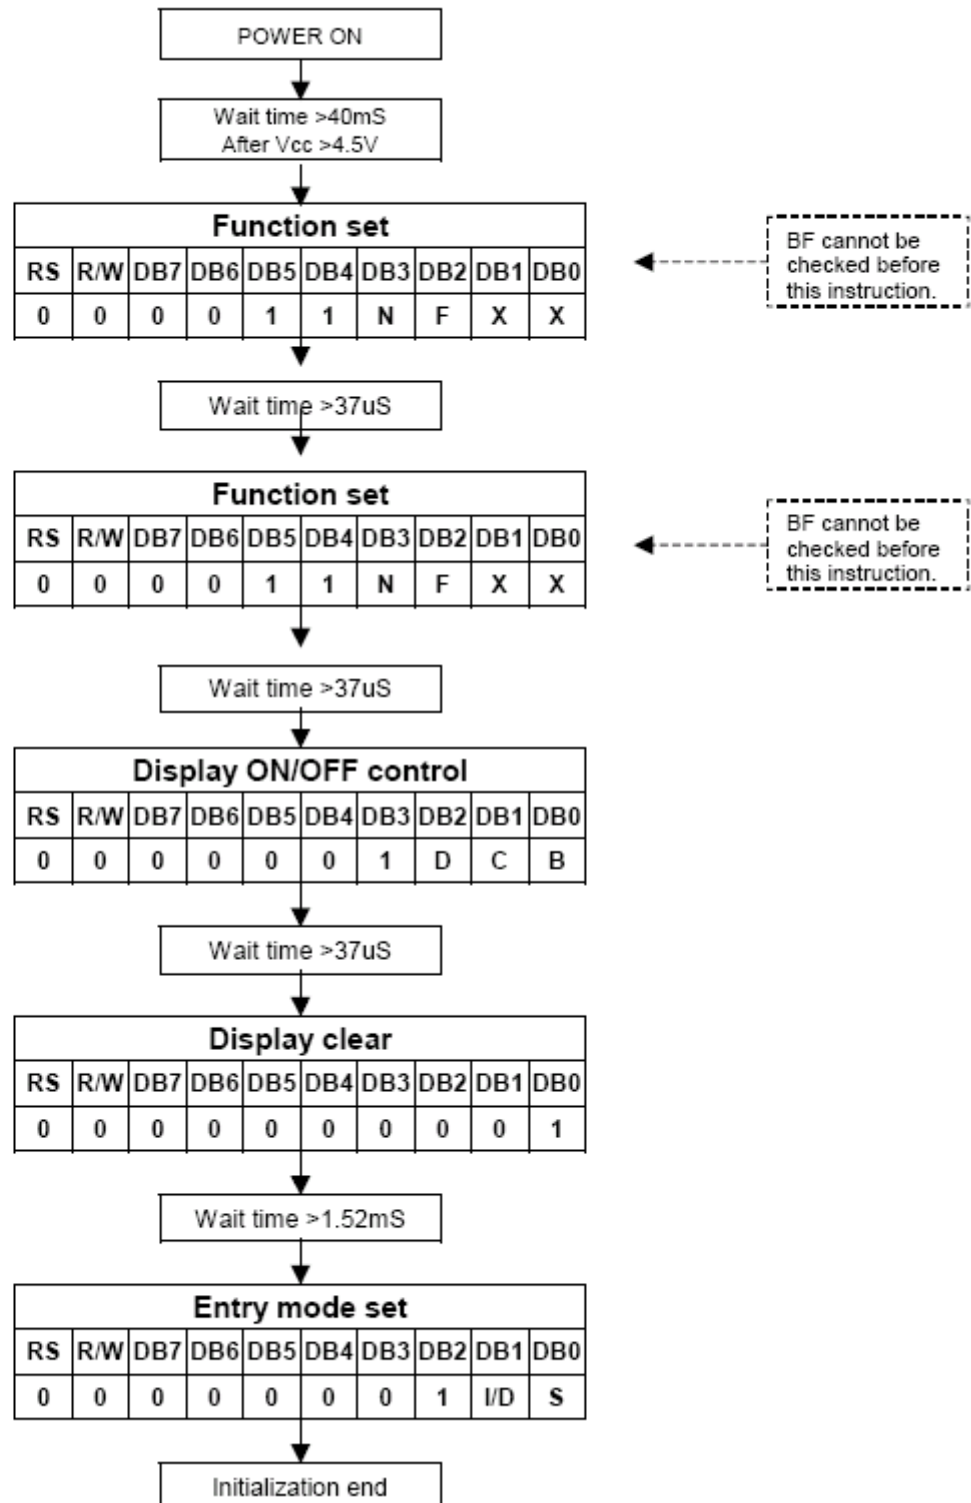 POWER ON
Wait time >40mS
After Vcc >4.5V
Function set
RS R/W DB7 DB6 DB5 DB4 DB3 DB2 DB1 DB0
0 0 0 0 1 1 N F X X
BF cannot be
checked before
this instruction.
Wait time >37uS
Function set
RS R/W DB7 DB6 DB5 DB4 DB3 DB2 DB1 DB0
0 0 0 0 1 1 N F X X
BF cannot be
checked before
this instruction.
Wait time >37uS
Display ON/OFF control
RS R/W DB7 DB6 DB5 DB4 DB3 DB2 DB1 DB0
0 0 0 0 0 0 1 D C B
Wait time >37uS
Display clear
RS R/W DB7 DB6 DB5 DB4 DB3 DB2 DB1 DB0
0 0 0 0 0 0 0 0 0 1
Wait time >1.52mS
Entry mode set
RS R/W DB7 DB6 DB5 DB4 DB3 DB2 DB1 DB0
0 0 0 0 0 0 0 1 I/D S
Initialization end